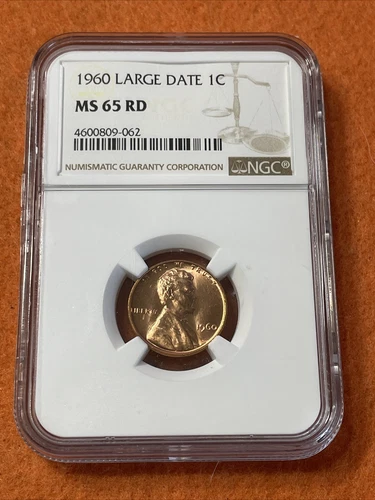 1960 LARGE DATE 1C
MS 65 RD
4600809-062
NUMISMATIC GUARANTY CORPORATION
NGC®
LIBERTY
1960